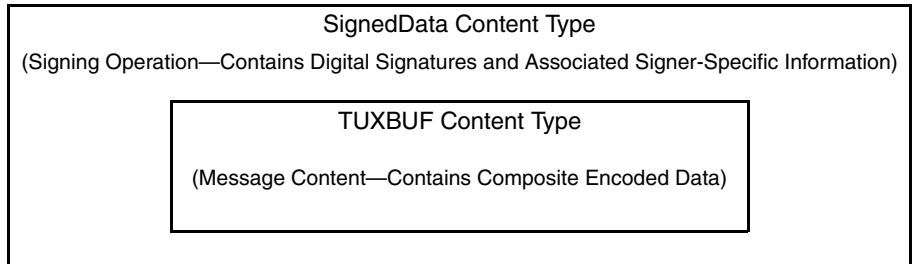 SignedData Content Type
(Signing Operation—Contains Digital Signatures and Associated Signer-Specific Information)
TUXBUF Content Type
(Message Content—Contains Composite Encoded Data)